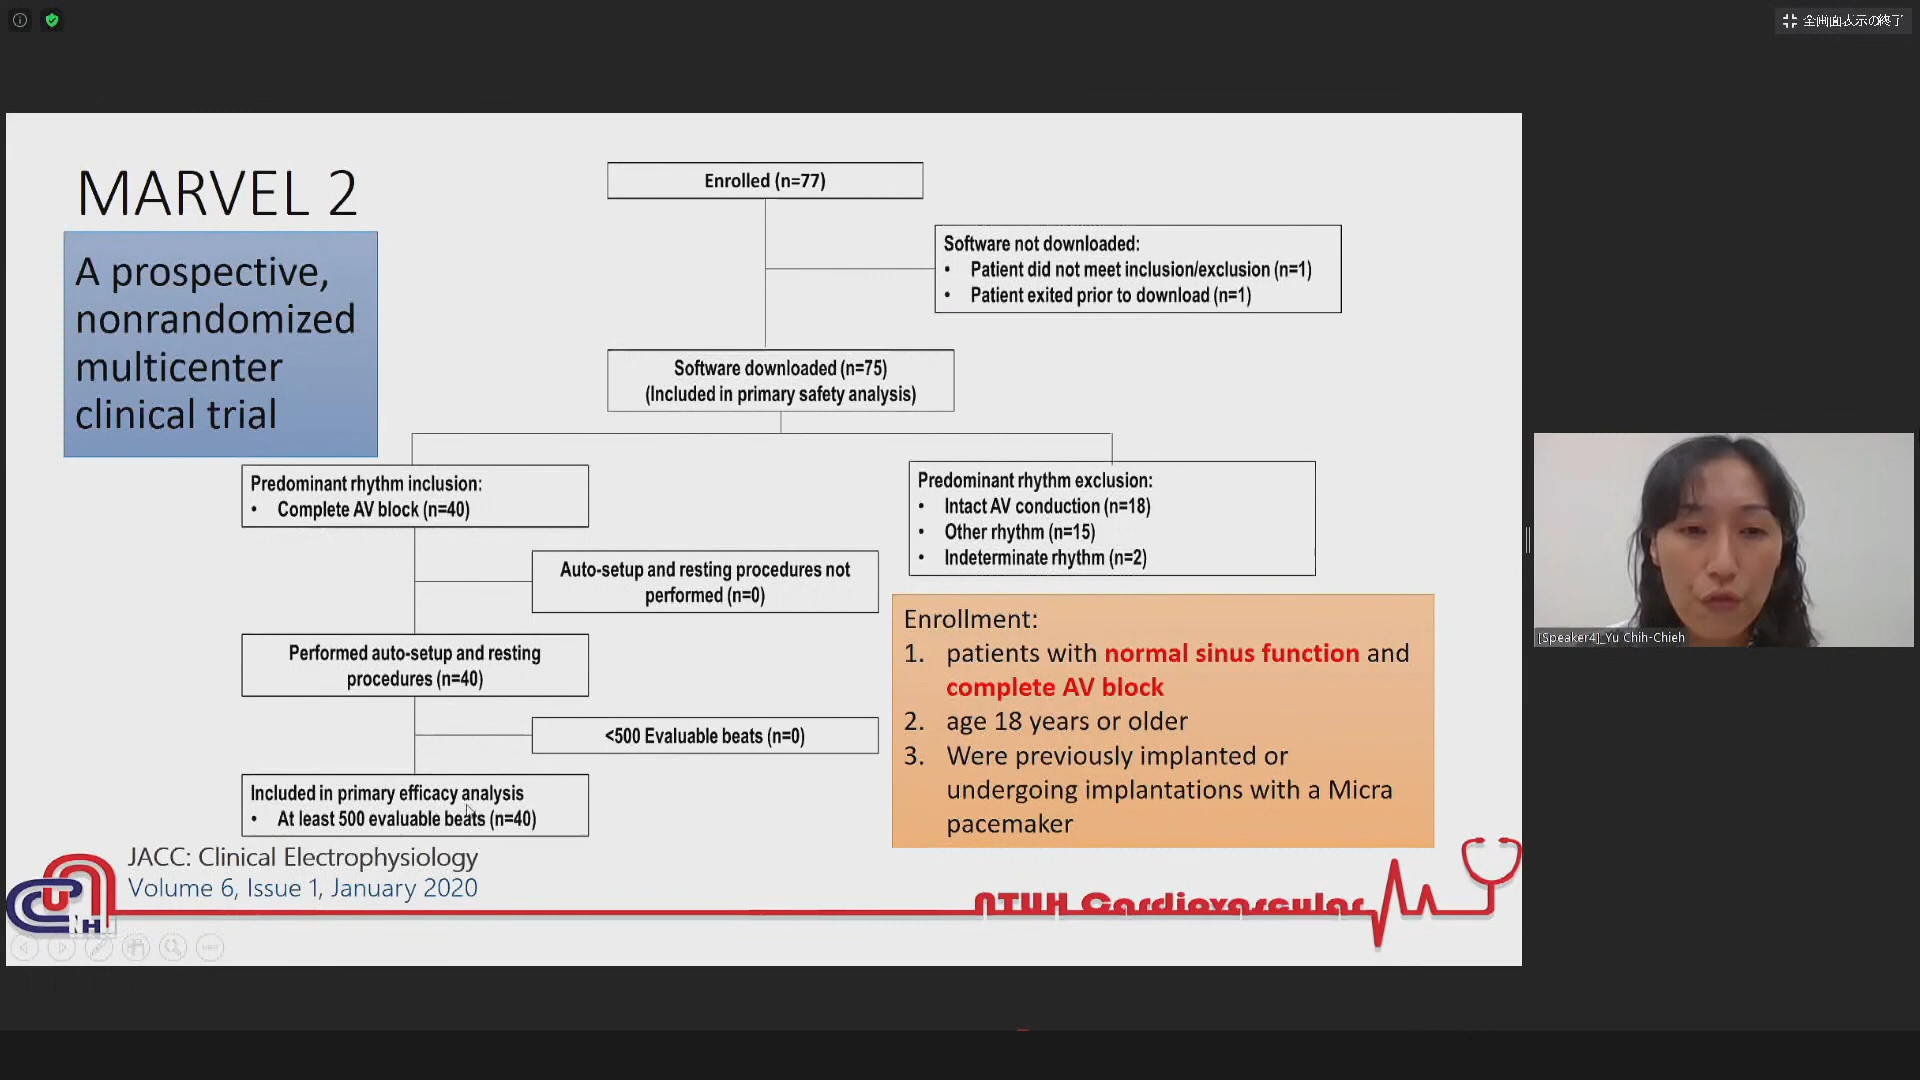 全画面表示の終了
MARVEL 2
A prospective,
nonrandomized
multicenter
clinical trial
Enrolled (n=77)
Software not downloaded:
• Patient did not meet inclusion/exclusion (n=1)
• Patient exited prior to download (n=1)
Software downloaded (n=75)
(Included in primary safety analysis)
Predominant rhythm inclusion:
• Complete AV block (n=40)
Predominant rhythm exclusion:
• Intact AV conduction (n=18)
• Other rhythm (n=15)
• Indeterminate rhythm (n=2)
Auto-setup and resting procedures not
performed (n=0)
Performed auto-setup and resting
procedures (n=40)
<500 Evaluable beats (n=0)
Included in primary efficacy analysis
• At least 500 evaluable beats (n=40)
Enrollment:
1. patients with normal sinus function and
complete AV block
2. age 18 years or older
3. Were previously implanted or
undergoing implantations with a Micra
pacemaker
JACC: Clinical Electrophysiology
Volume 6, Issue 1, January 2020
NTUH Cardiovascular
[Speaker4]_Yu Chih-Chieh